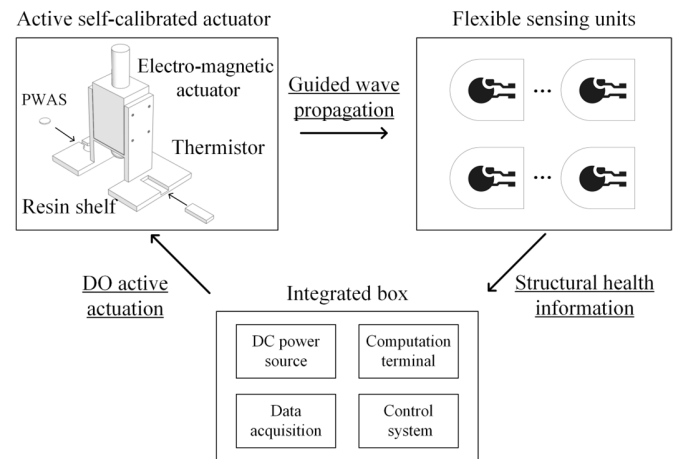 Active self-calibrated actuator
Flexible sensing units
Electro-magnetic
actuator
PWAS
Thermistor
Resin shelf
Guided wave
propagation
...
...
...
...
DO active
actuation
Structural health
information
Integrated box
DC power
source
Computation
terminal
Data
acquisition
Control
system